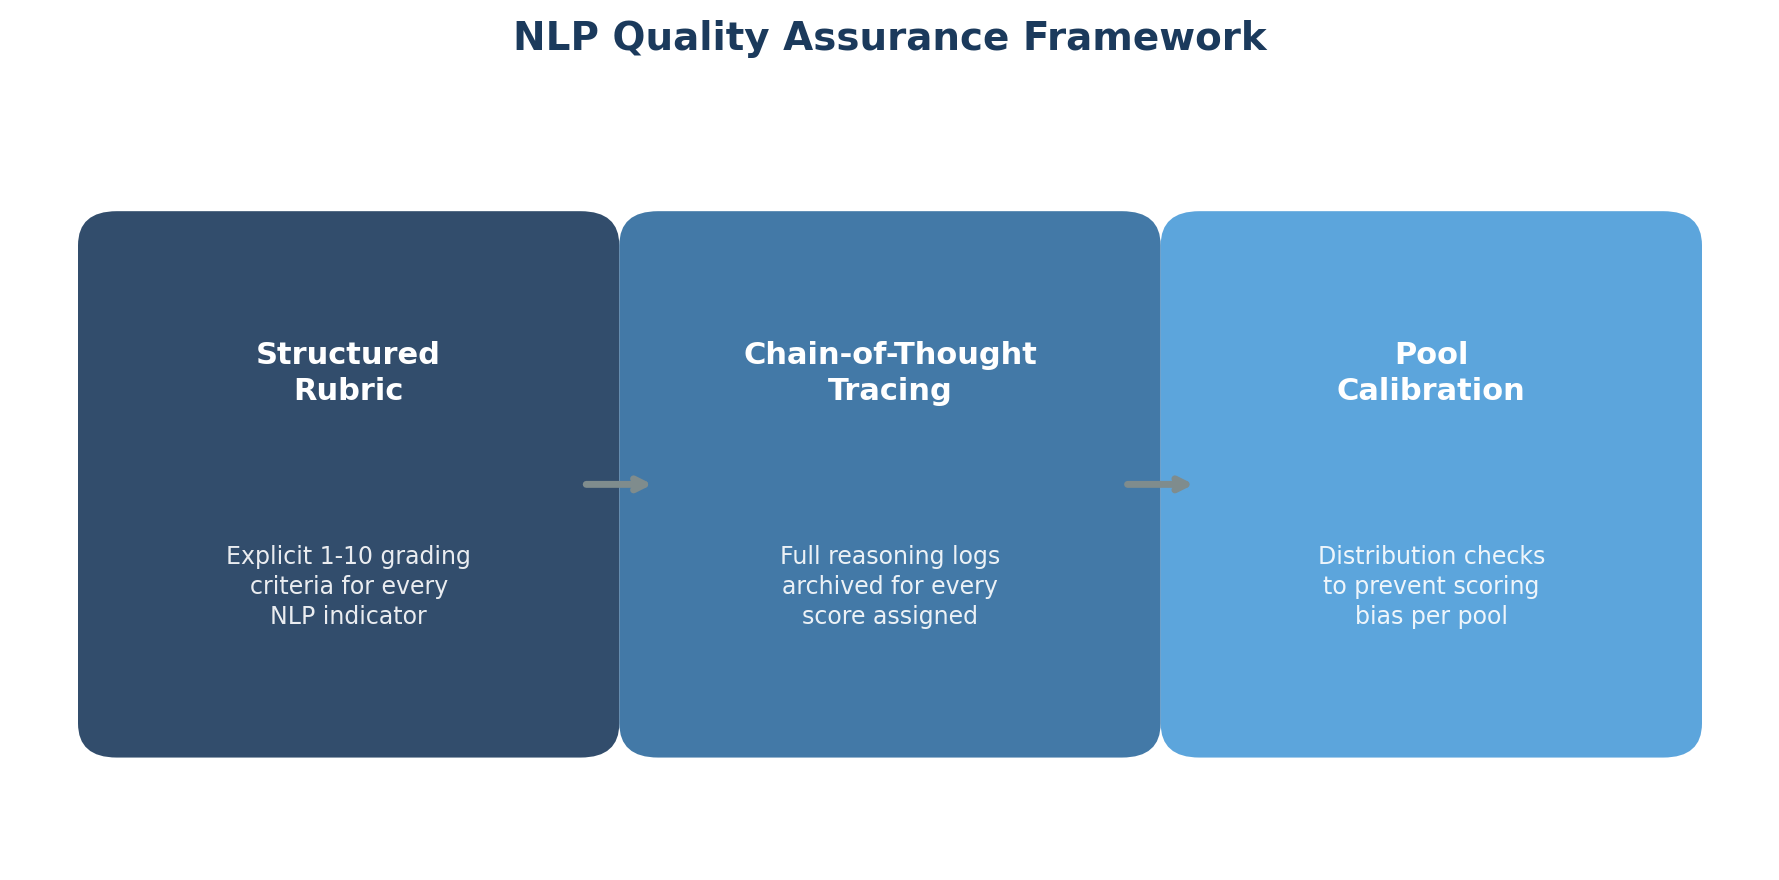 NLP Quality Assurance Framework
Structured
Rubric
Explicit 1-10 grading
criteria for every
NLP indicator
Chain-of-Thought
Tracing
Full reasoning logs
archived for every
score assigned
Pool
Calibration
Distribution checks
to prevent scoring
bias per pool